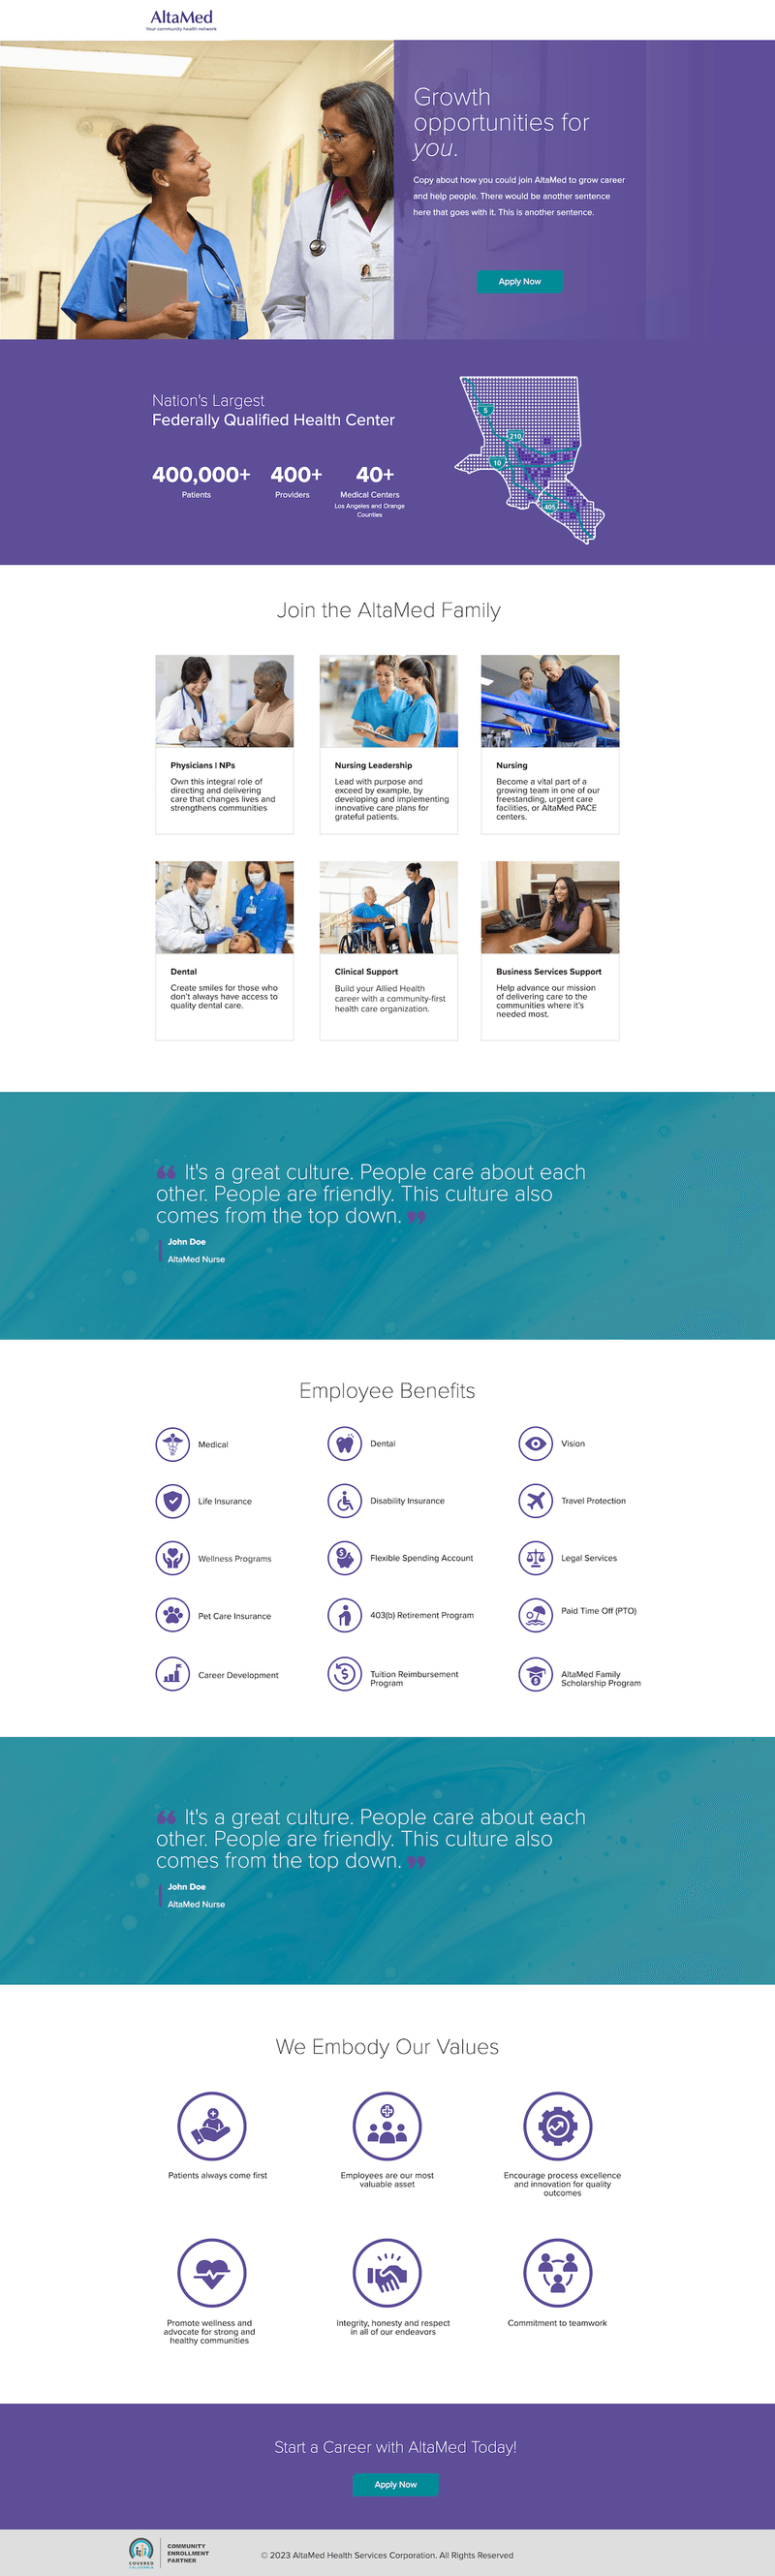 AltaMed
Your community health network
Growth
opportunities for
you.
Copy about how you could join AltaMed to grow career
and help people. There would be another sentence
here that goes with it. This is another sentence.
Apply Now
Nation's Largest
Federally Qualified Health Center
400,000+
Patients
400+
Providers
40+
Medical Centers
Los Angeles and Orange
Counties
5
210
10
405
Join the AltaMed Family
Physicians | NPs
Own this integral role of
directing and delivering
care that changes lives and
strengthens communities
Nursing Leadership
Lead with purpose and
exceed by example, by
developing and implementing
innovative care plans for
grateful patients.
Nursing
Become a vital part of a
growing team in one of our
freestanding, urgent care
facilities, or AltaMed PACE
centers.
Dental
Create smiles for those who
don't always have access to
quality dental care.
Clinical Support
Build your Allied Health
career with a community-first
health care organization.
Business Services Support
Help advance our mission
of delivering care to the
communities where it's
needed most.
“ It's a great culture. People care about each
other. People are friendly. This culture also
comes from the top down. ”
John Doe
AltaMed Nurse
Employee Benefits
Medical
Dental
Vision
Life Insurance
Disability Insurance
Travel Protection
Wellness Programs
Flexible Spending Account
Legal Services
Pet Care Insurance
403(b) Retirement Program
Paid Time Off (PTO)
Career Development
Tuition Reimbursement
Program
AltaMed Family
Scholarship Program
“ It's a great culture. People care about each
other. People are friendly. This culture also
comes from the top down. ”
John Doe
AltaMed Nurse
We Embody Our Values
Patients always come first
Employees are our most
valuable asset
Encourage process excellence
and innovation for quality
outcomes
Promote wellness and
advocate for strong and
healthy communities
Integrity, honesty and respect
in all of our endeavors
Commitment to teamwork
Start a Career with AltaMed Today!
Apply Now
COVERED
CALIFORNIA
COMMUNITY
ENROLLMENT
PARTNER
© 2023 AltaMed Health Services Corporation. All Rights Reserved